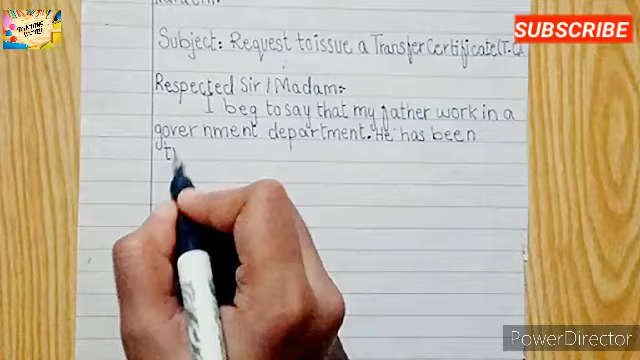 SUBSCRIBE
Subject: Request to issue a Transfer Certificate(T.C).
Respected Sir / Madam:-
I beg to say that my father work in a
government department. He has been
PowerDirector